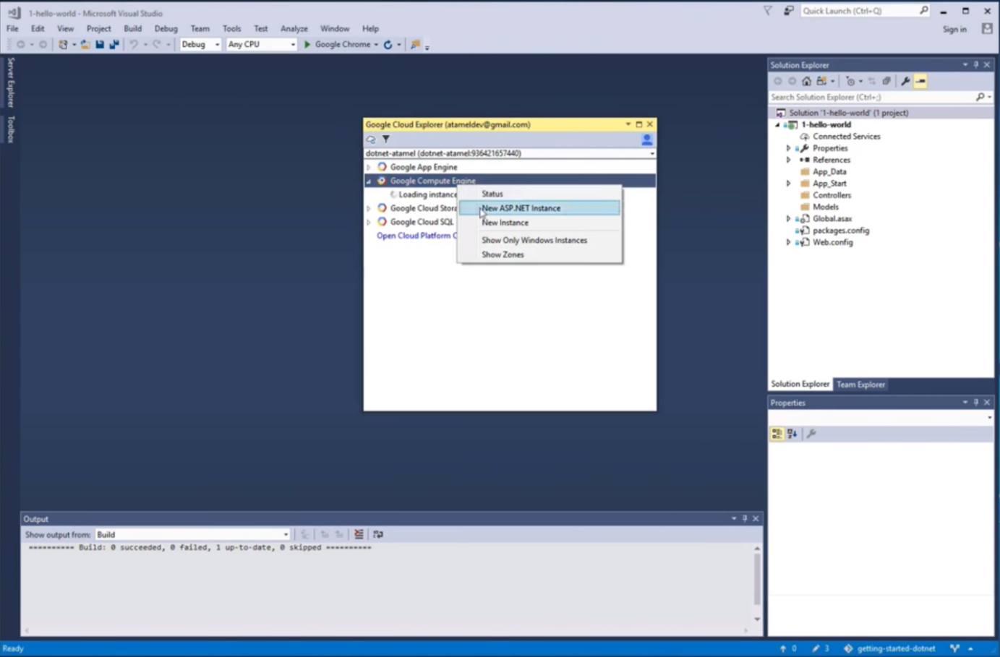 1-hello-world - Microsoft Visual Studio
Quick Launch (Ctrl+Q)
File Edit View Project Build Debug Team Tools Test Analyze Window Help
Sign in
Debug Any CPU Google Chrome
Server Explorer
Toolbox
Google Cloud Explorer (atameldev@gmail.com)
dotnet-atamel (dotnet-atamel:936421657440)
Google App Engine
Google Compute Engine
Loading instance
Google Cloud Stora
Google Cloud SQL
Open Cloud Platform C
Status
New ASP.NET Instance
New Instance
Show Only Windows Instances
Show Zones
Solution Explorer
Search Solution Explorer (Ctrl+;)
Solution '1-hello-world' (1 project)
1-hello-world
Connected Services
Properties
References
App_Data
App_Start
Controllers
Models
Global.asax
packages.config
Web.config
Solution Explorer Team Explorer
Properties
Output
Show output from: Build
========== Build: 0 succeeded, 0 failed, 1 up-to-date, 0 skipped ==========
Ready
0 3 getting-started-dotnet